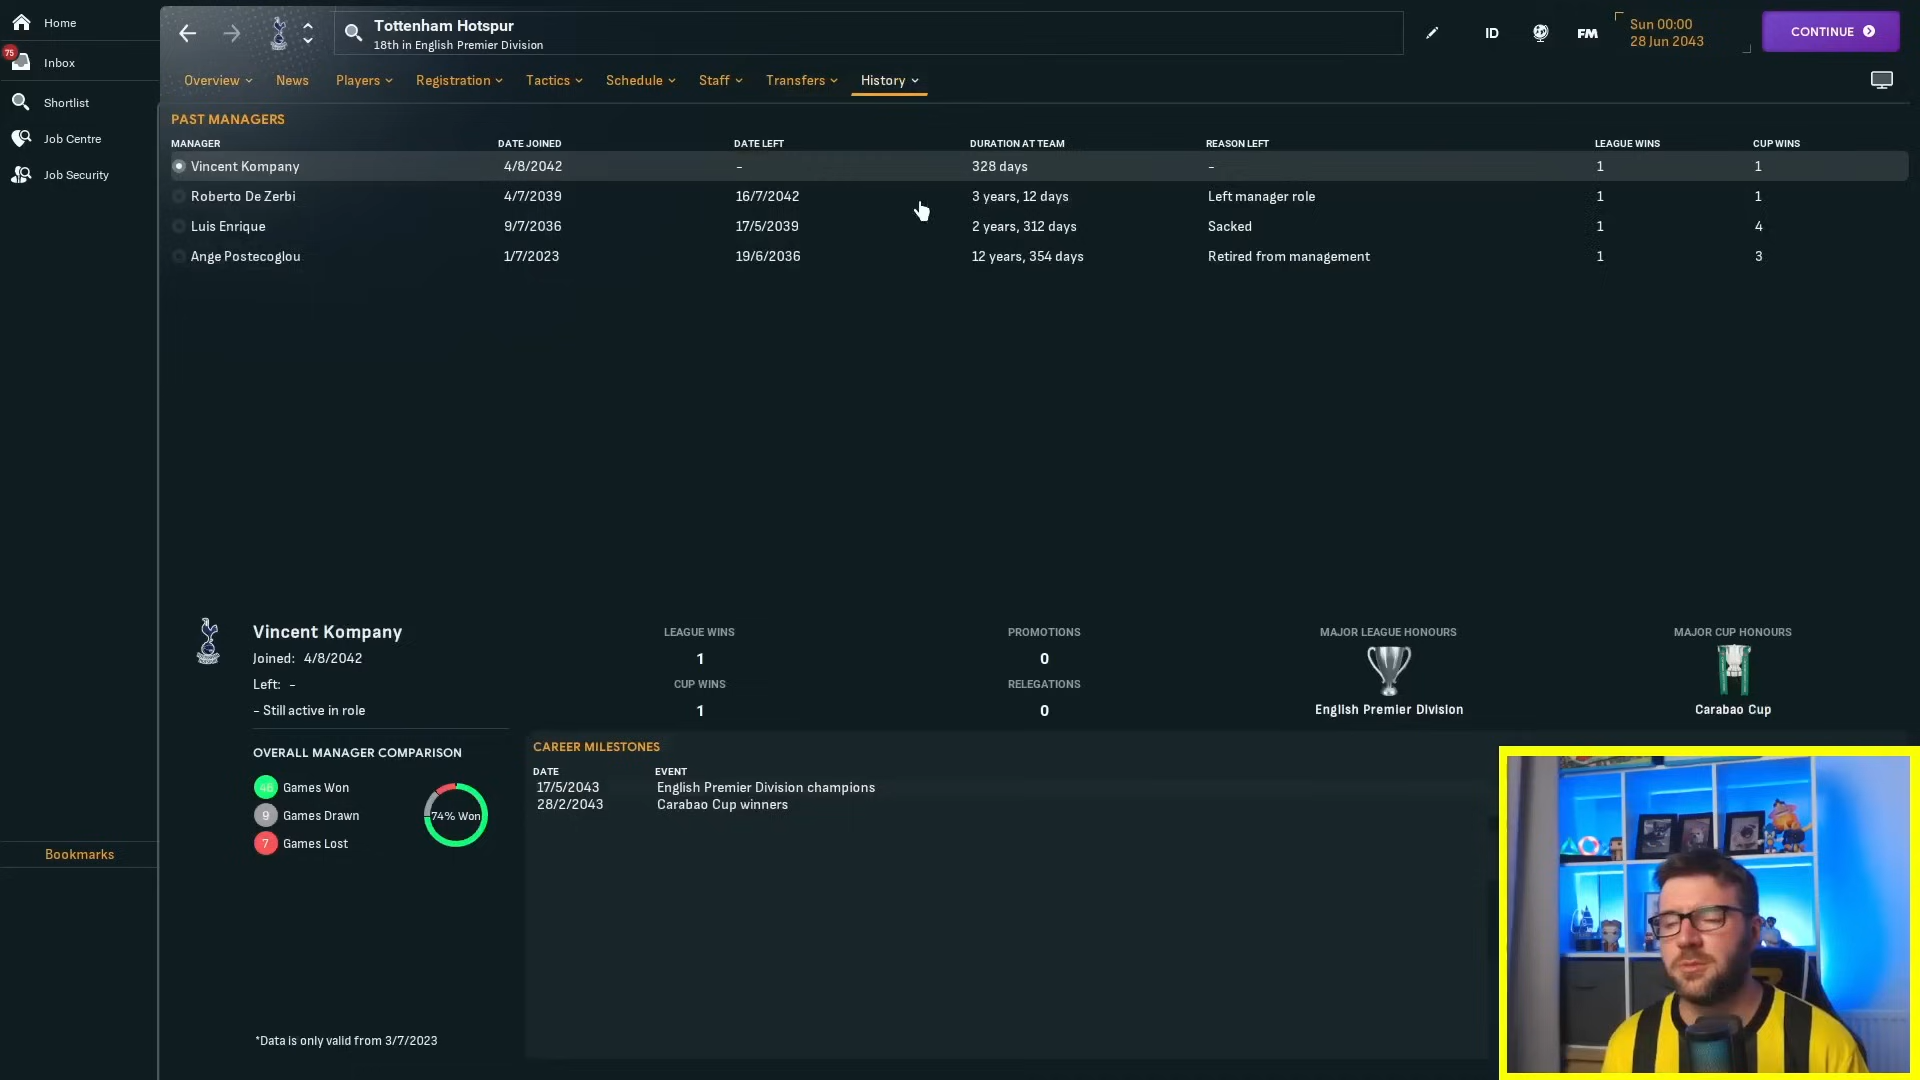 Home
75
Inbox
Shortlist
Job Centre
Job Security
Bookmarks
Tottenham Hotspur
18th in English Premier Division
ID
FM
Sun 00:00
28 Jun 2043
CONTINUE
Overview
News
Players
Registration
Tactics
Schedule
Staff
Transfers
History
PAST MANAGERS
MANAGER DATE JOINED DATE LEFT DURATION AT TEAM REASON LEFT LEAGUE WINS CUP WINS
Vincent Kompany 4/8/2042 - 328 days - 1 1
Roberto De Zerbi 4/7/2039 16/7/2042 3 years, 12 days Left manager role 1 1
Luis Enrique 9/7/2036 17/5/2039 2 years, 312 days Sacked 1 4
Ange Postecoglou 1/7/2023 19/6/2036 12 years, 354 days Retired from management 1 3
Vincent Kompany
Joined: 4/8/2042
Left: -
- Still active in role
LEAGUE WINS
1
CUP WINS
1
PROMOTIONS
0
RELEGATIONS
0
MAJOR LEAGUE HONOURS
English Premier Division
MAJOR CUP HONOURS
Carabao Cup
OVERALL MANAGER COMPARISON
Games Won
9 Games Drawn
7 Games Lost
74% Won
*Data is only valid from 3/7/2023
CAREER MILESTONES
DATE EVENT
17/5/2043 English Premier Division champions
28/2/2043 Carabao Cup winners